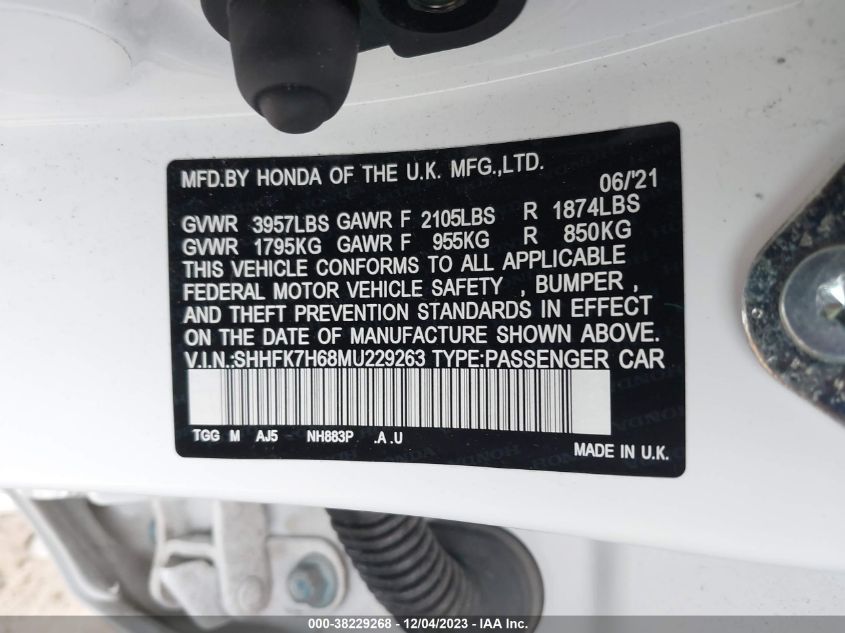 MFD.BY HONDA OF THE U.K. MFG.,LTD.
06/'21
GVWR 3957LBS GAWR F 2105LBS R 1874LBS
GVWR 1795KG GAWR F 955KG R 850KG
THIS VEHICLE CONFORMS TO ALL APPLICABLE
FEDERAL MOTOR VEHICLE SAFETY , BUMPER ,
AND THEFT PREVENTION STANDARDS IN EFFECT
ON THE DATE OF MANUFACTURE SHOWN ABOVE.
V.I.N.:SHHFK7H68MU229263 TYPE:PASSENGER CAR
TGG M AJ5 NH883P .A .U
MADE IN U.K.
000-38229268 - 12/04/2023 - IAA Inc.